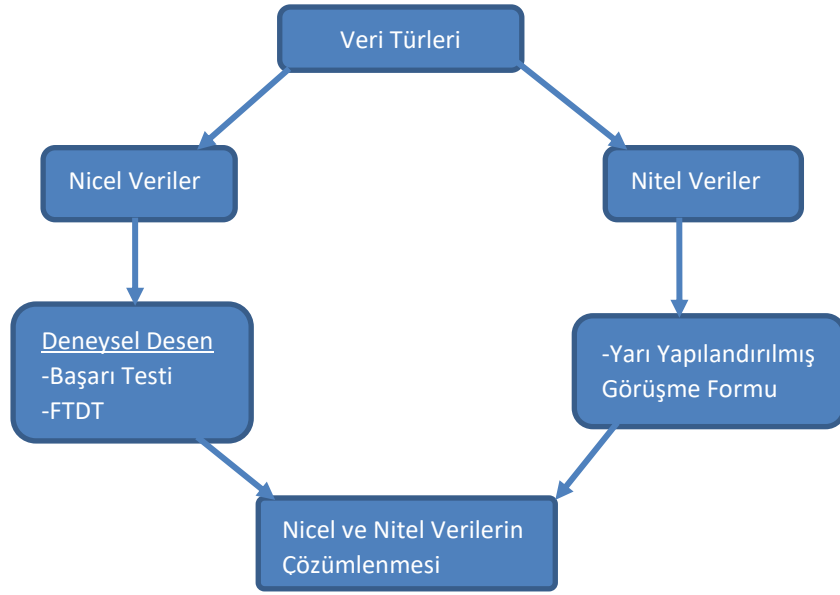 Veri Türleri
Nicel Veriler
Nitel Veriler
Deneysel Desen
-Başarı Testi
-FTDT
-Yarı Yapılandırılmış
Görüşme Formu
Nicel ve Nitel Verilerin
Çözümlenmesi